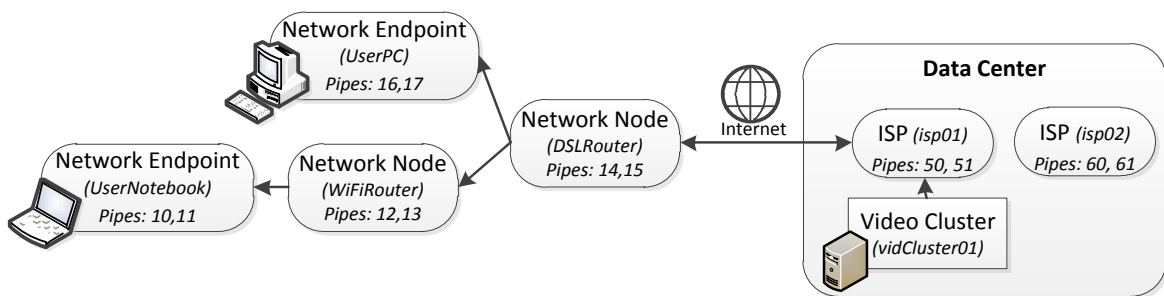 Network Endpoint
(UserPC)
Pipes: 16,17
Network Endpoint
(UserNotebook)
Pipes: 10,11
Network Node
(WiFiRouter)
Pipes: 12,13
Network Node
(DSLRouter)
Pipes: 14,15
Internet
Data Center
ISP (isp01)
Pipes: 50, 51
ISP (isp02)
Pipes: 60, 61
Video Cluster
(vidCluster01)